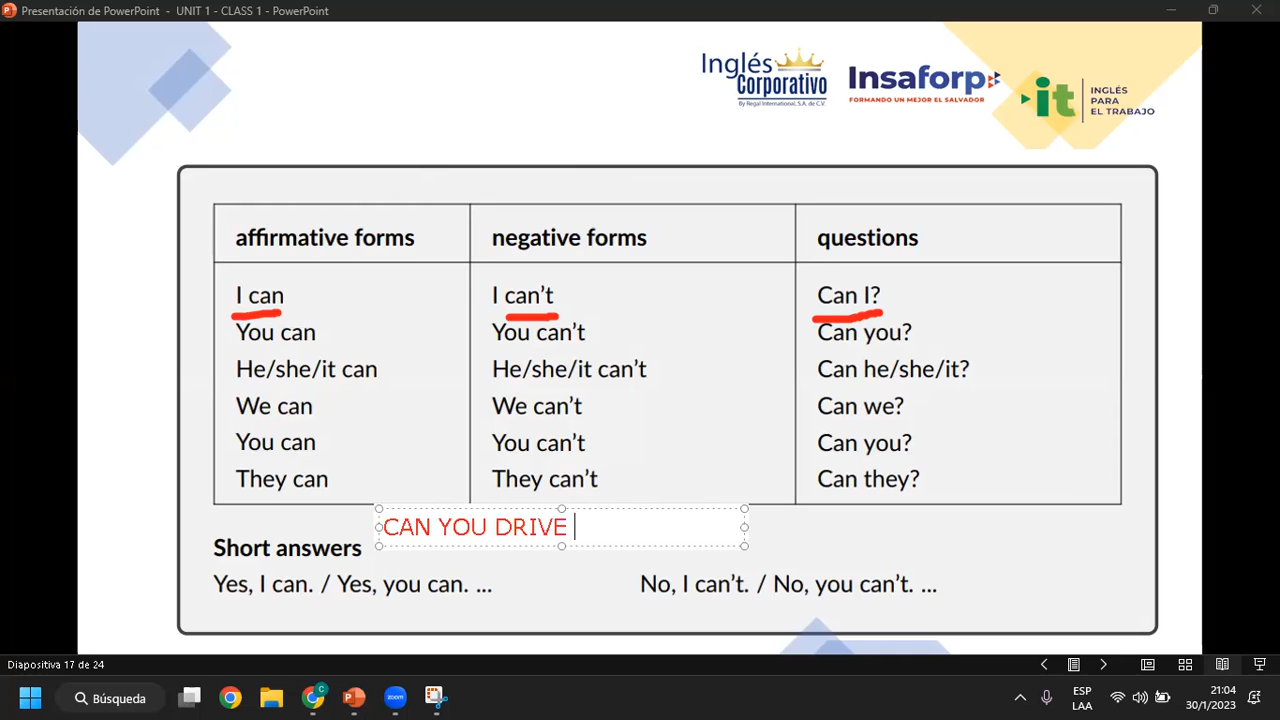 Presentación de PowerPoint - UNIT 1 - CLASS 1 - PowerPoint
Inglés
Corporativo
By Regal International, S.A. de C.V.
Insaforp
FORMANDO UN MEJOR EL SALVADOR
it
INGLÉS
PARA
EL TRABAJO
affirmative forms negative forms questions
I can I can't Can I?
You can You can't Can you?
He/she/it can He/she/it can't Can he/she/it?
We can We can't Can we?
You can You can't Can you?
They can They can't Can they?
CAN YOU DRIVE
Short answers
Yes, I can. / Yes, you can. ... No, I can't. / No, you can't. ...
Diapositiva 17 de 24
Búsqueda
zoom
ESP
LAA
21:04
30/1/2023